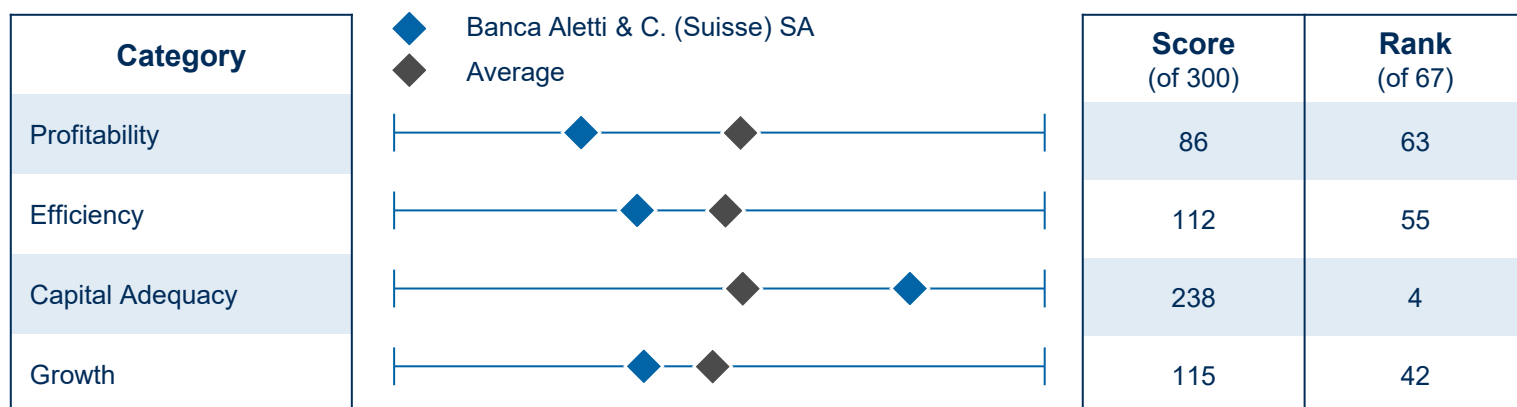 Category
Banca Aletti & C. (Suisse) SA
Average
Score
(of 300)
Rank
(of 67)
Profitability
86
63
Efficiency
112
55
Capital Adequacy
238
4
Growth
115
42